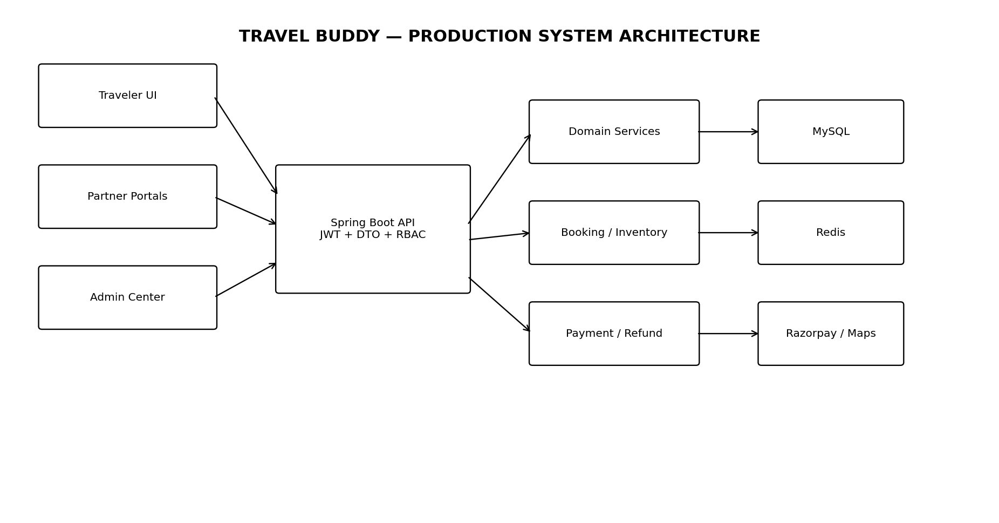 TRAVEL BUDDY — PRODUCTION SYSTEM ARCHITECTURE
Traveler UI
Partner Portals
Admin Center
Spring Boot API
JWT + DTO + RBAC
Domain Services
MySQL
Booking / Inventory
Redis
Payment / Refund
Razorpay / Maps